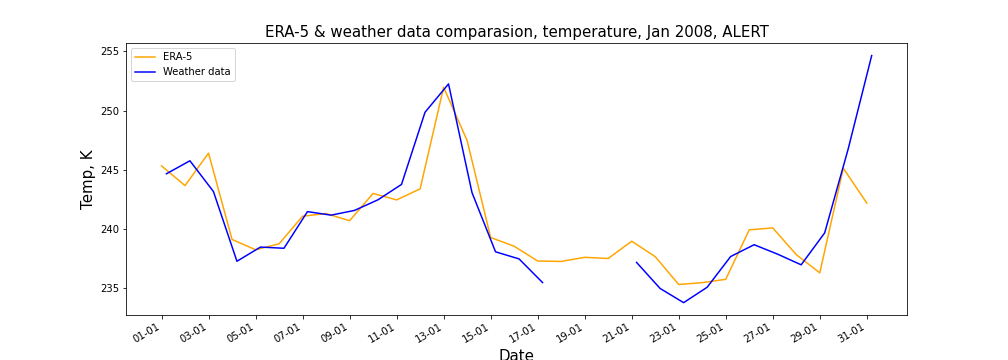 ERA-5 & weather data comparasion, temperature, Jan 2008, ALERT
ERA-5
Weather data
255
250
245
240
235
Temp, K
01-01 03-01 05-01 07-01 09-01 11-01 13-01 15-01 17-01 19-01 21-01 23-01 25-01 27-01 29-01 31-01
Date